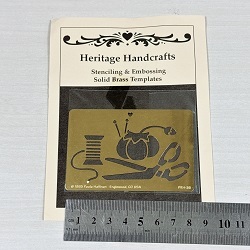 Heritage Handcrafts
Stenciling & Embossing
Solid Brass Templates
1 2 3 4 5 6 7 8 9 10 11